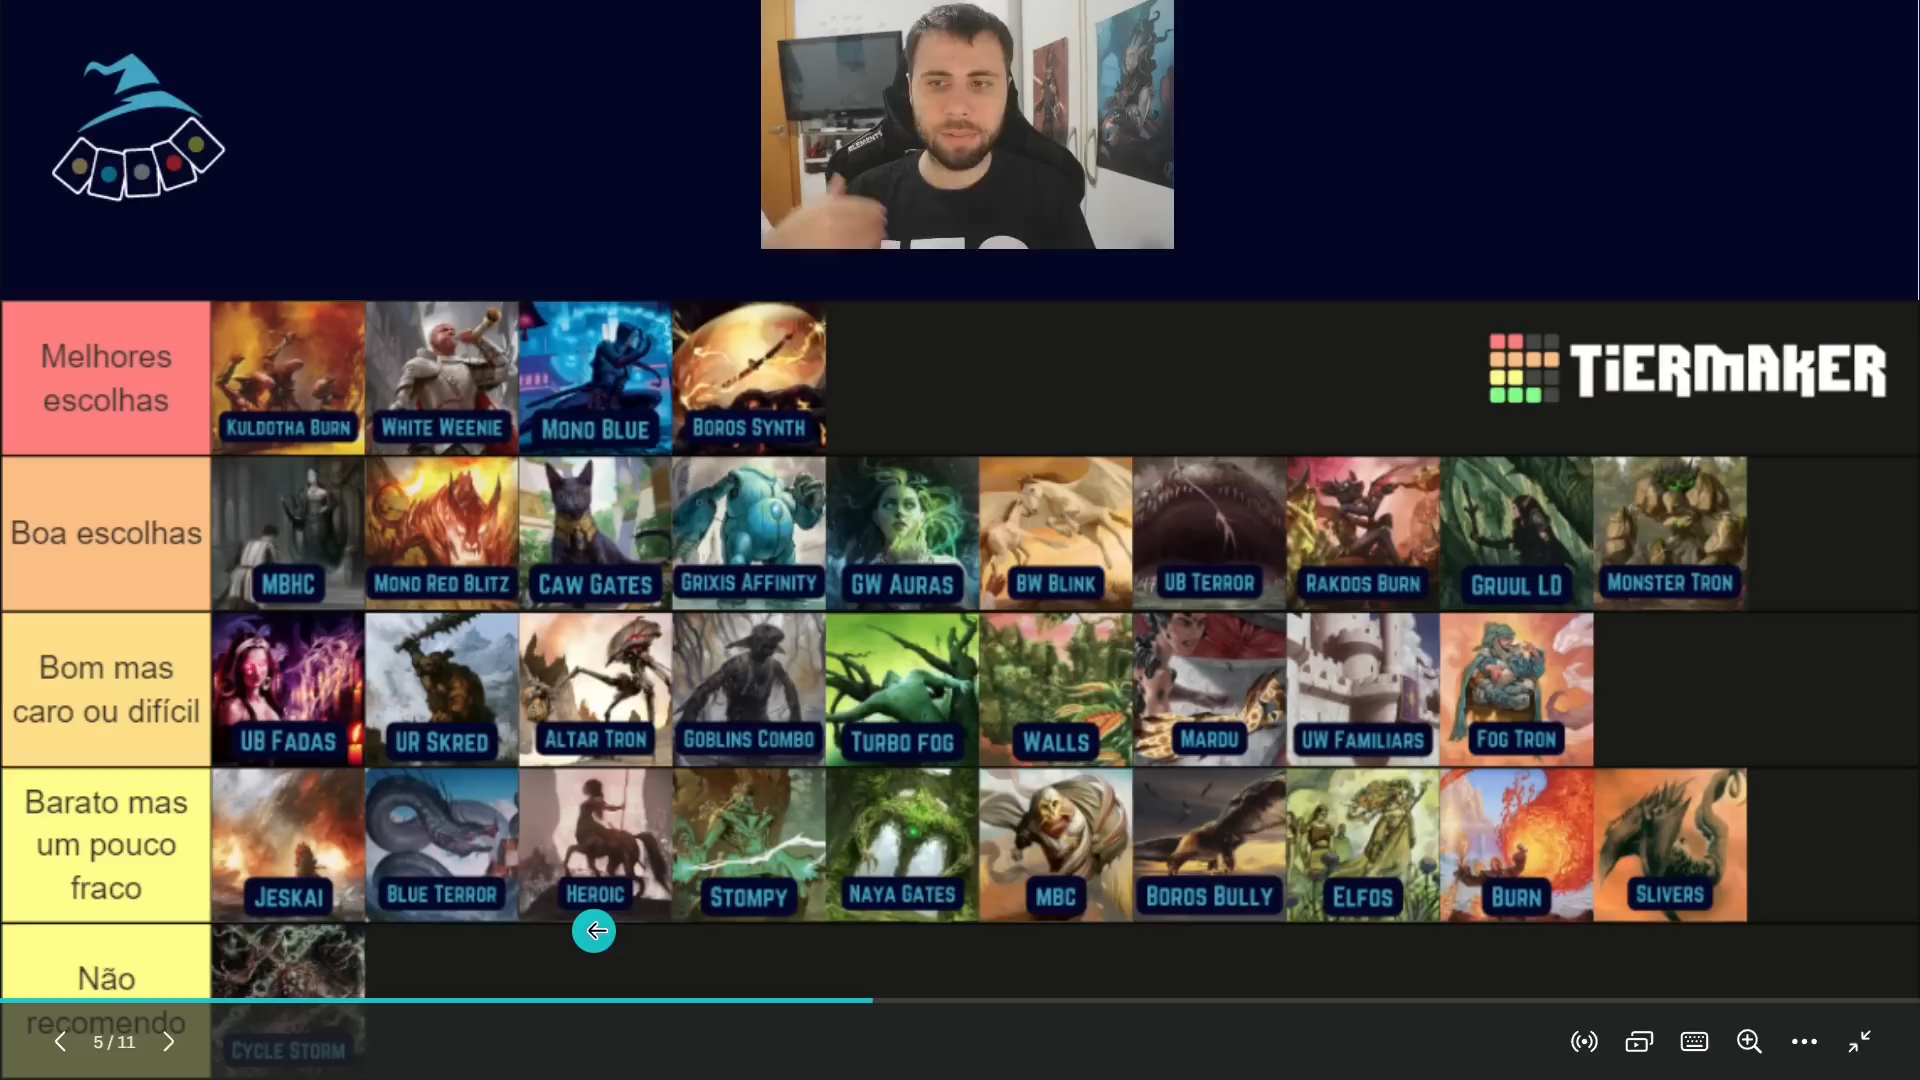 ELEMENTS
Melhores
escolhas
KULDOTHA BURN
WHITE WEENIE
MONO BLUE
BOROS SYNTH
TIERMAKER
Boa escolhas
MBHC
MONO RED BLITZ
CAW GATES
GRIXIS AFFINITY
GW AURAS
BW BLINK
UB TERROR
RAKDOS BURN
GRUUL LD
MONSTER TRON
Bom mas
caro ou difícil
UB FADAS
UR SKRED
ALTAR TRON
GOBLINS COMBO
TURBO FOG
WALLS
MARDU
UW FAMILIARS
FOG TRON
Barato mas
um pouco
fraco
JESKAI
BLUE TERROR
HEROIC
STOMPY
NAYA GATES
MBC
BOROS BULLY
ELFOS
BURN
SLIVERS
Não
recomendo
CYCLE STORM
5 / 11